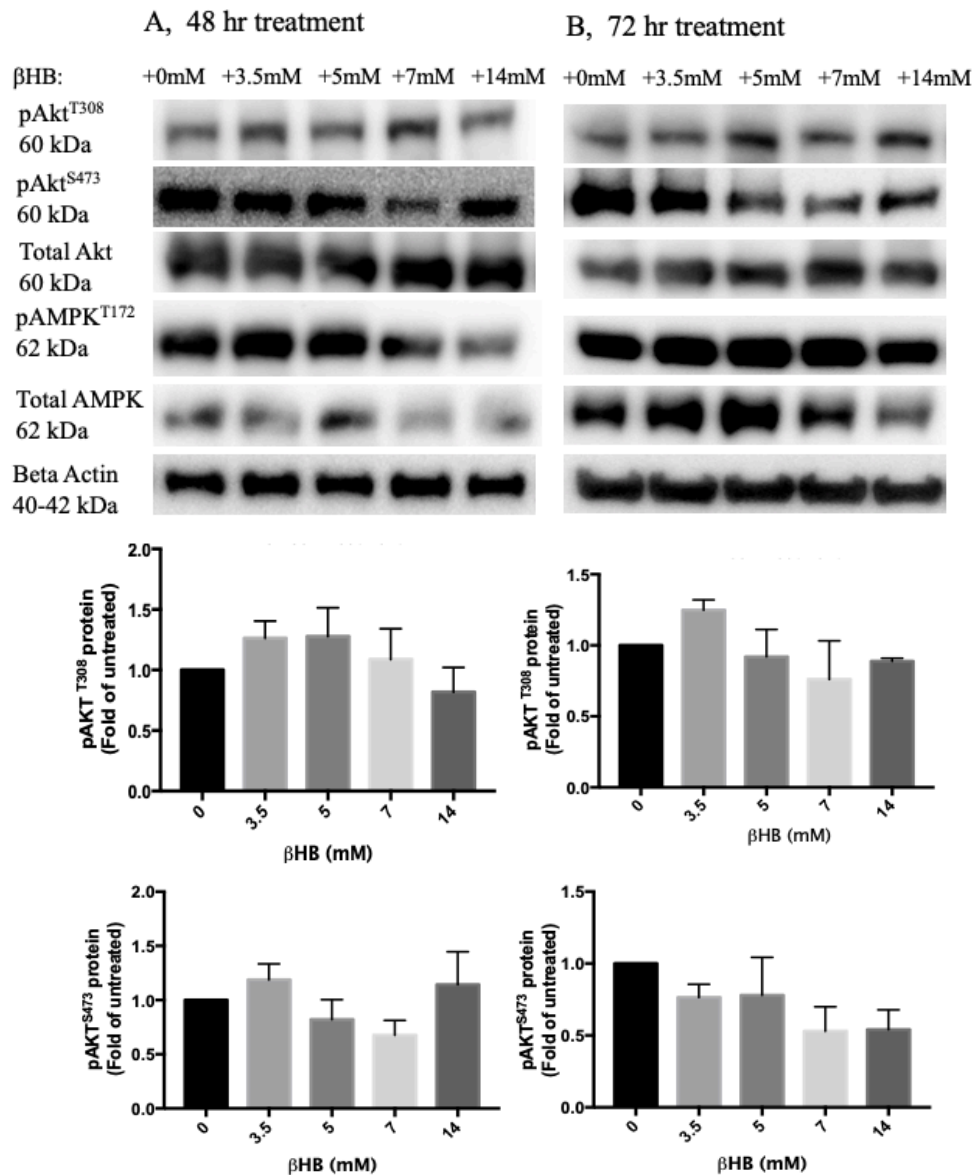 A, 48 hr treatment
B, 72 hr treatment
βHB: +0mM +3.5mM +5mM +7mM +14mM
+0mM +3.5mM +5mM +7mM +14mM
pAkt^T308
60 kDa
pAkt^S473
60 kDa
Total Akt
60 kDa
pAMPK^T172
62 kDa
Total AMPK
62 kDa
Beta Actin
40-42 kDa
pAKT T308 protein
(Fold of untreated)
2.0
1.5
1.0
0.5
0.0
0 3.5 5 7 14
βHB (mM)
pAKT T308 protein
(Fold of untreated)
1.5
1.0
0.5
0.0
0 3.5 5 7 14
βHB (mM)
pAKT^S473 protein
(Fold of untreated)
2.0
1.5
1.0
0.5
0.0
0 3.5 5 7 14
βHB (mM)
pAKT^S473 protein
(Fold of untreated)
1.5
1.0
0.5
0.0
0 3.5 5 7 14
βHB (mM)